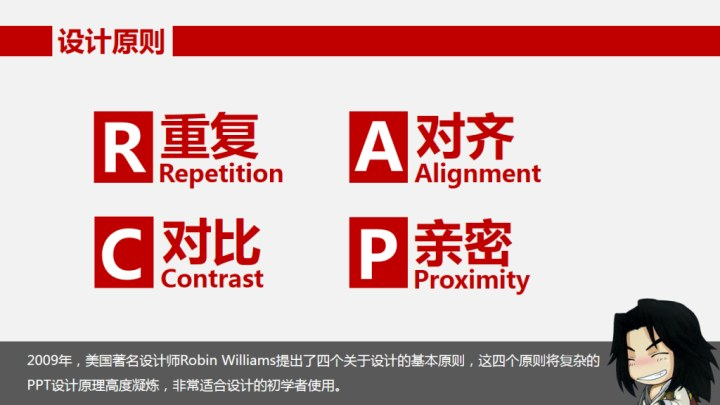 设计原则
R 重复
Repetition
A 对齐
Alignment
C 对比
Contrast
P 亲密
Proximity
2009年，美国著名设计师Robin Williams提出了四个关于设计的基本原则，这四个原则将复杂的
PPT设计原理高度凝炼，非常适合设计的初学者使用。